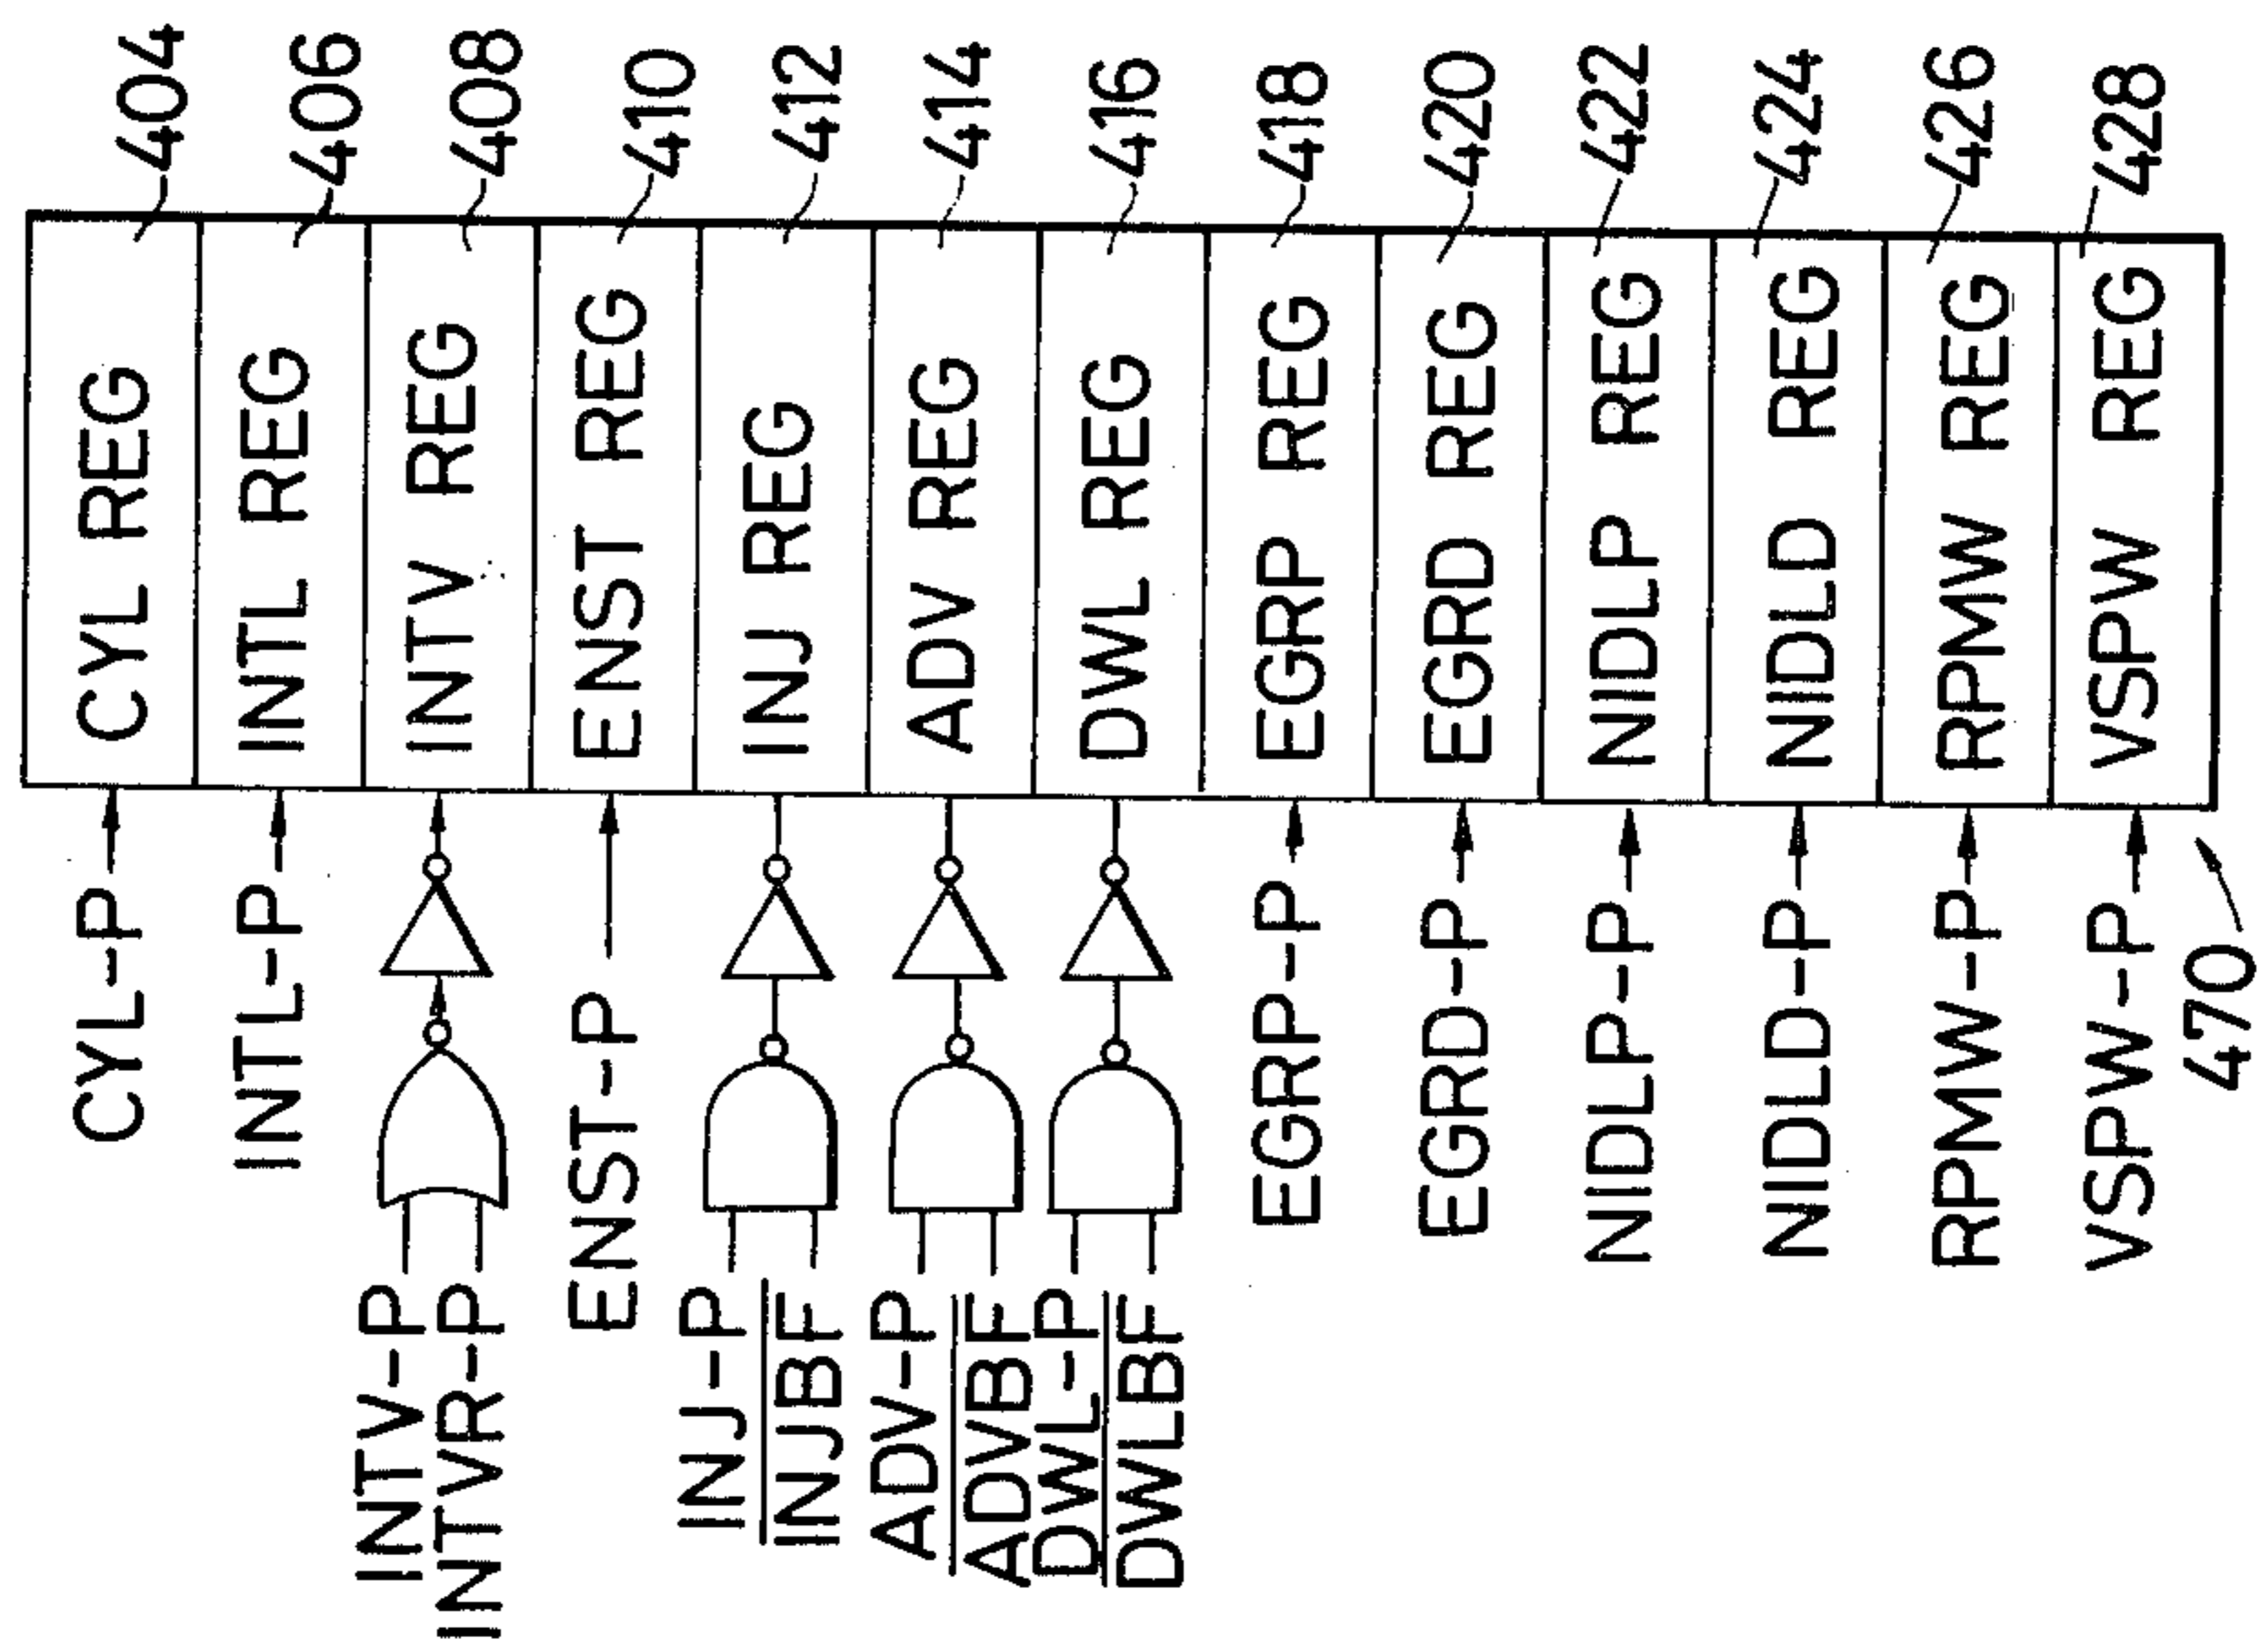 CYL-P CYL REG 404
INTL-P INTL REG 406
INTV-P
INTVR-P
INTV REG 408
ENST-P ENST REG 410
INJ-P
INJBF
INJ REG 412
ADV-P
ADVBF
ADV REG 414
DWL-P
DWLBF
DWL REG 416
EGRP-P EGRP REG 418
EGRD-P EGRD REG 420
NIDLP-P NIDLP REG 422
NIDLD-P NIDLD REG 424
RPMW-P RPMW REG 426
VSPW-P VSPW REG 428
470